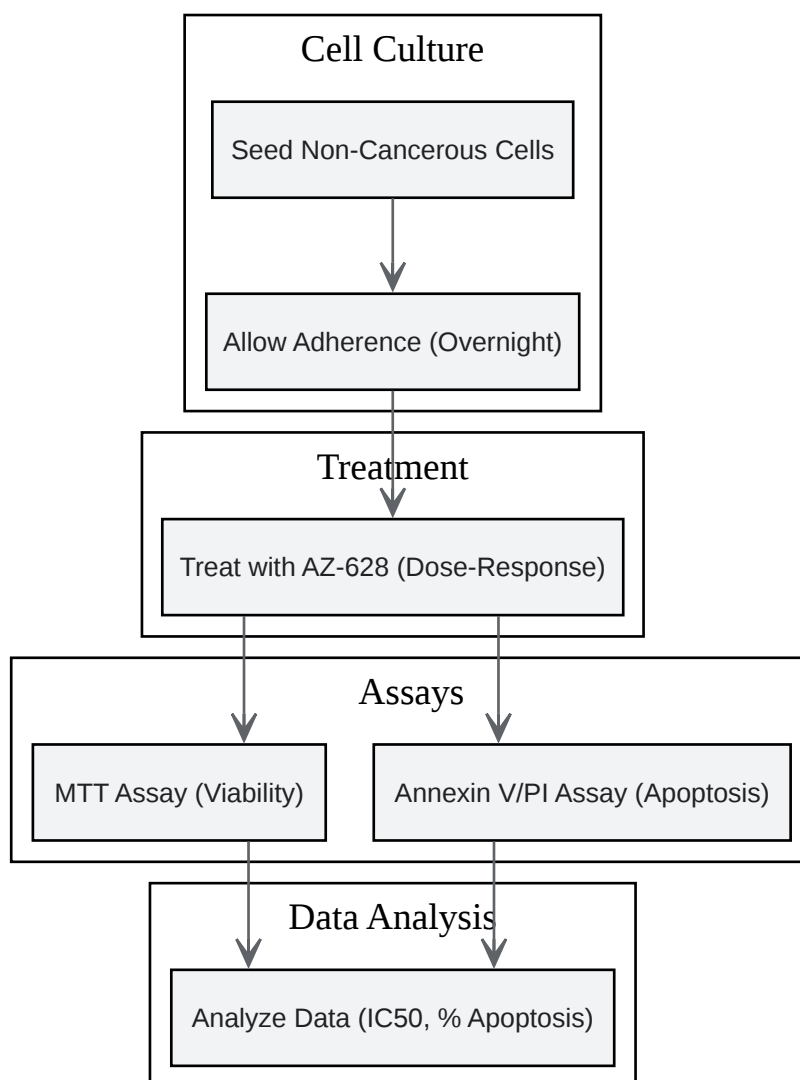 Cell Culture
Seed Non-Cancerous Cells
Allow Adherence (Overnight)
Treatment
Treat with AZ-628 (Dose-Response)
Assays
MTT Assay (Viability)
Annexin V/PI Assay (Apoptosis)
Data Analysis
Analyze Data (IC50, % Apoptosis)